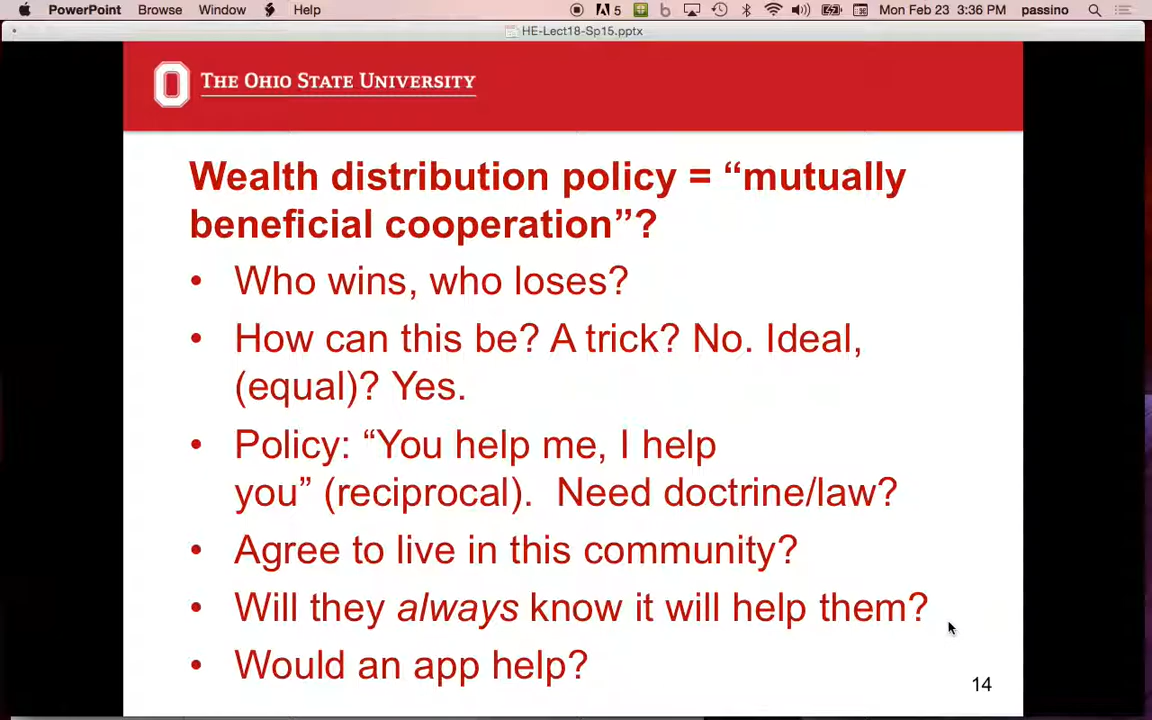 PowerPoint Browse Window Help 5 Mon Feb 23 3:36 PM passino
HE-Lect18-Sp15.pptx
THE OHIO STATE UNIVERSITY
Wealth distribution policy = “mutually
beneficial cooperation”?
• Who wins, who loses?
• How can this be? A trick? No. Ideal,
(equal)? Yes.
• Policy: “You help me, I help
you” (reciprocal). Need doctrine/law?
• Agree to live in this community?
• Will they always know it will help them?
• Would an app help?
14